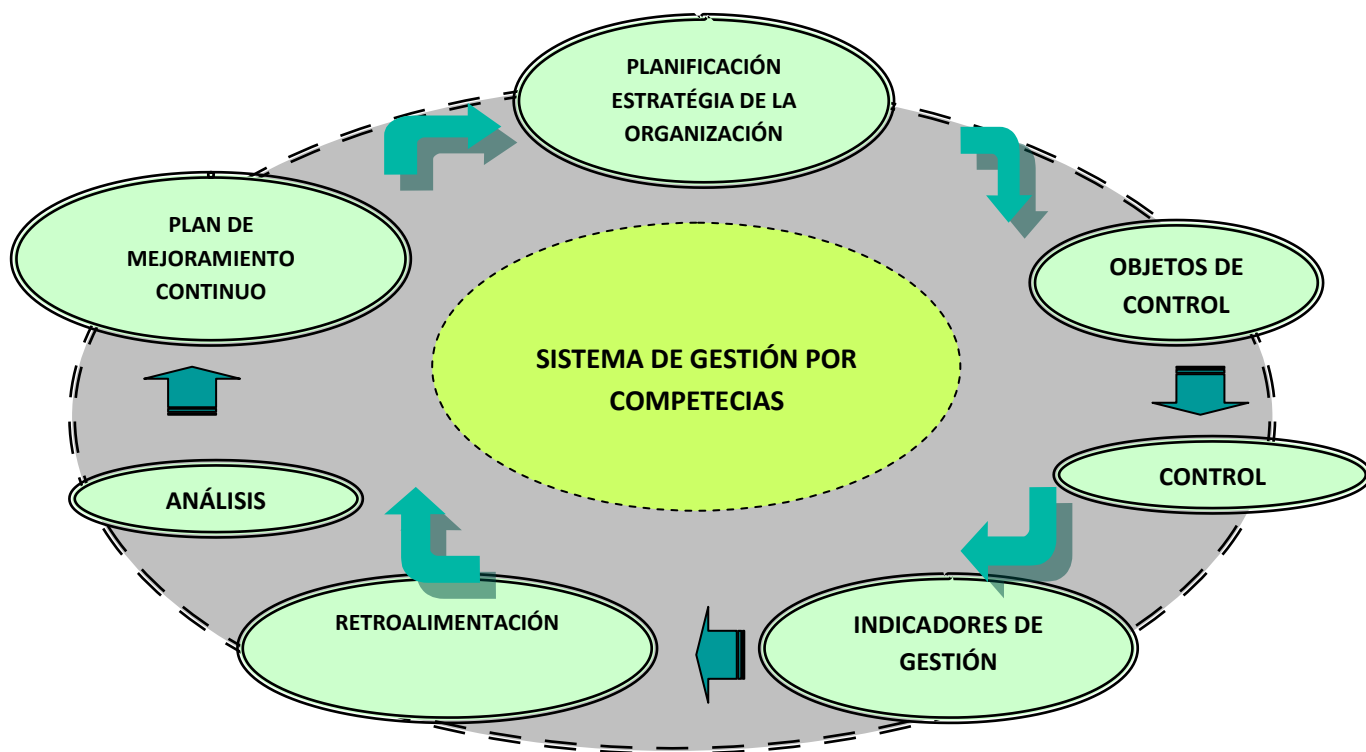 PLANIFICACIÓN
ESTRATÉGIA DE LA
ORGANIZACIÓN
PLAN DE
MEJORAMIENTO
CONTINUO
OBJETOS DE
CONTROL
SISTEMA DE GESTIÓN POR
COMPETECIAS
ANÁLISIS
CONTROL
RETROALIMENTACIÓN
INDICADORES DE
GESTIÓN